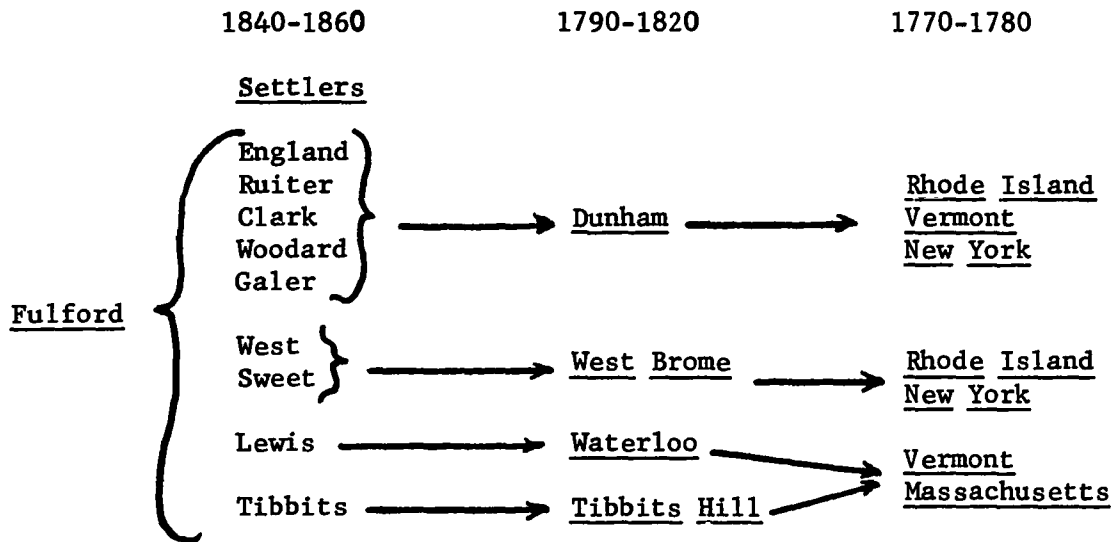 1840-1860 1790-1820 1770-1780
Settlers
England
Ruiter Rhode Island
Clark Dunham Vermont
Woodard New York
Galer
Fulford
West West Brome Rhode Island
Sweet New York
Lewis Waterloo Vermont
Massachusetts
Tibbits Tibbits Hill